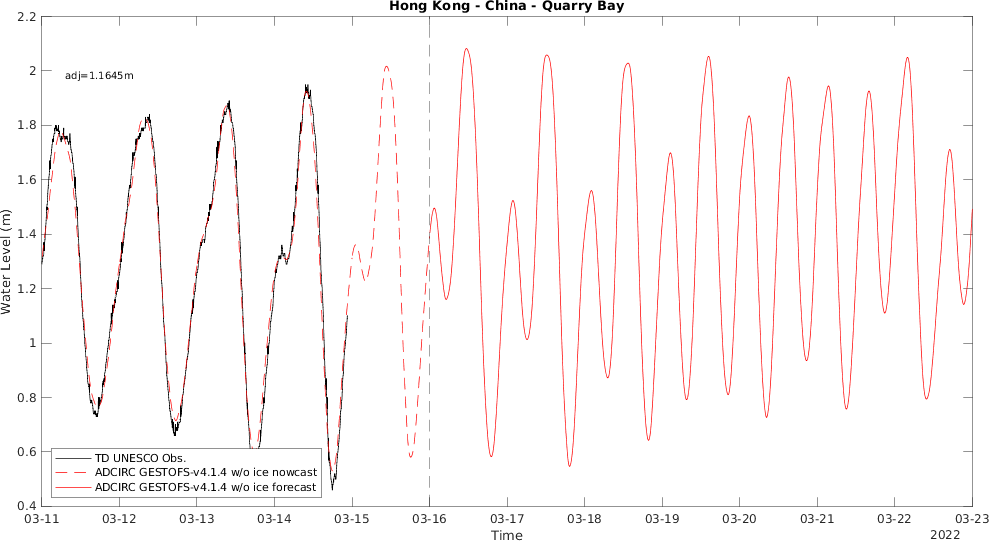 Hong Kong - China - Quarry Bay
2.2
2
1.8
1.6
1.4
1.2
1
0.8
0.6
0.4
Water Level (m)
adj=1.1645m
TD UNESCO Obs.
ADCIRC GESTOFS-v4.1.4 w/o ice nowcast
ADCIRC GESTOFS-v4.1.4 w/o ice forecast
03-11 03-12 03-13 03-14 03-15 03-16 03-17 03-18 03-19 03-20 03-21 03-22 03-23
Time
2022